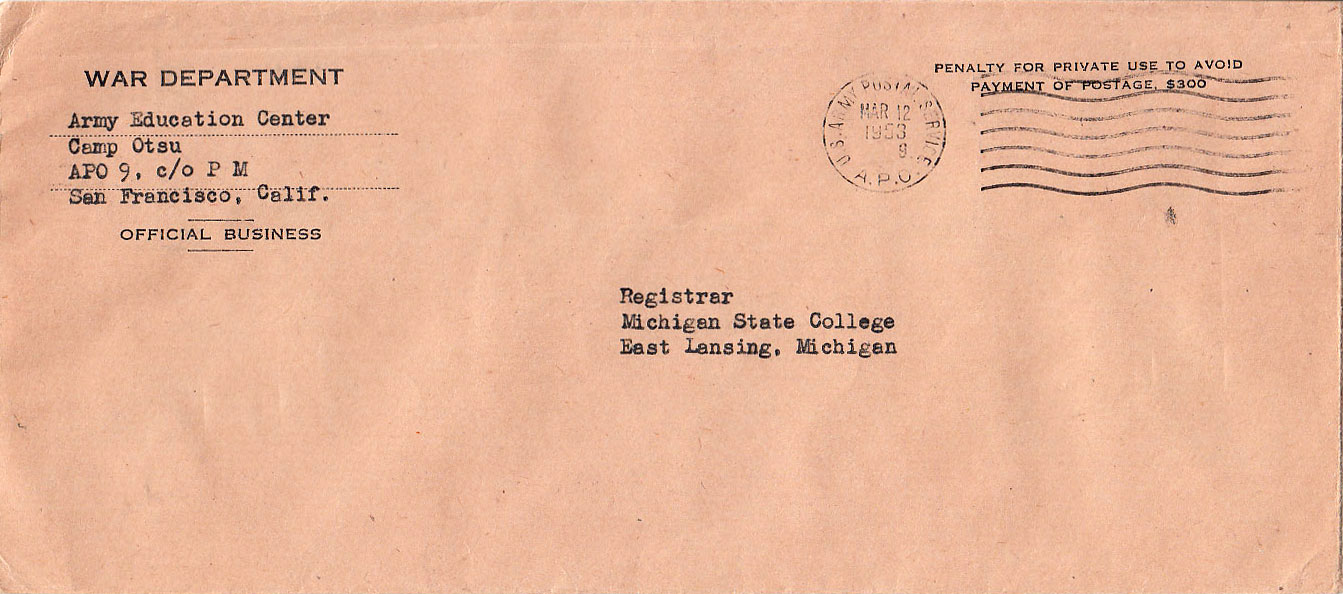 WAR DEPARTMENT
Army Education Center
Camp Otsu
APO 9, c/o P M
San Francisco, Calif.
OFFICIAL BUSINESS
U.S. ARMY POSTAL SERVICE
MAR 12
1953
9
A.P.O.
PENALTY FOR PRIVATE USE TO AVOID
PAYMENT OF POSTAGE, $300
Registrar
Michigan State College
East Lansing, Michigan